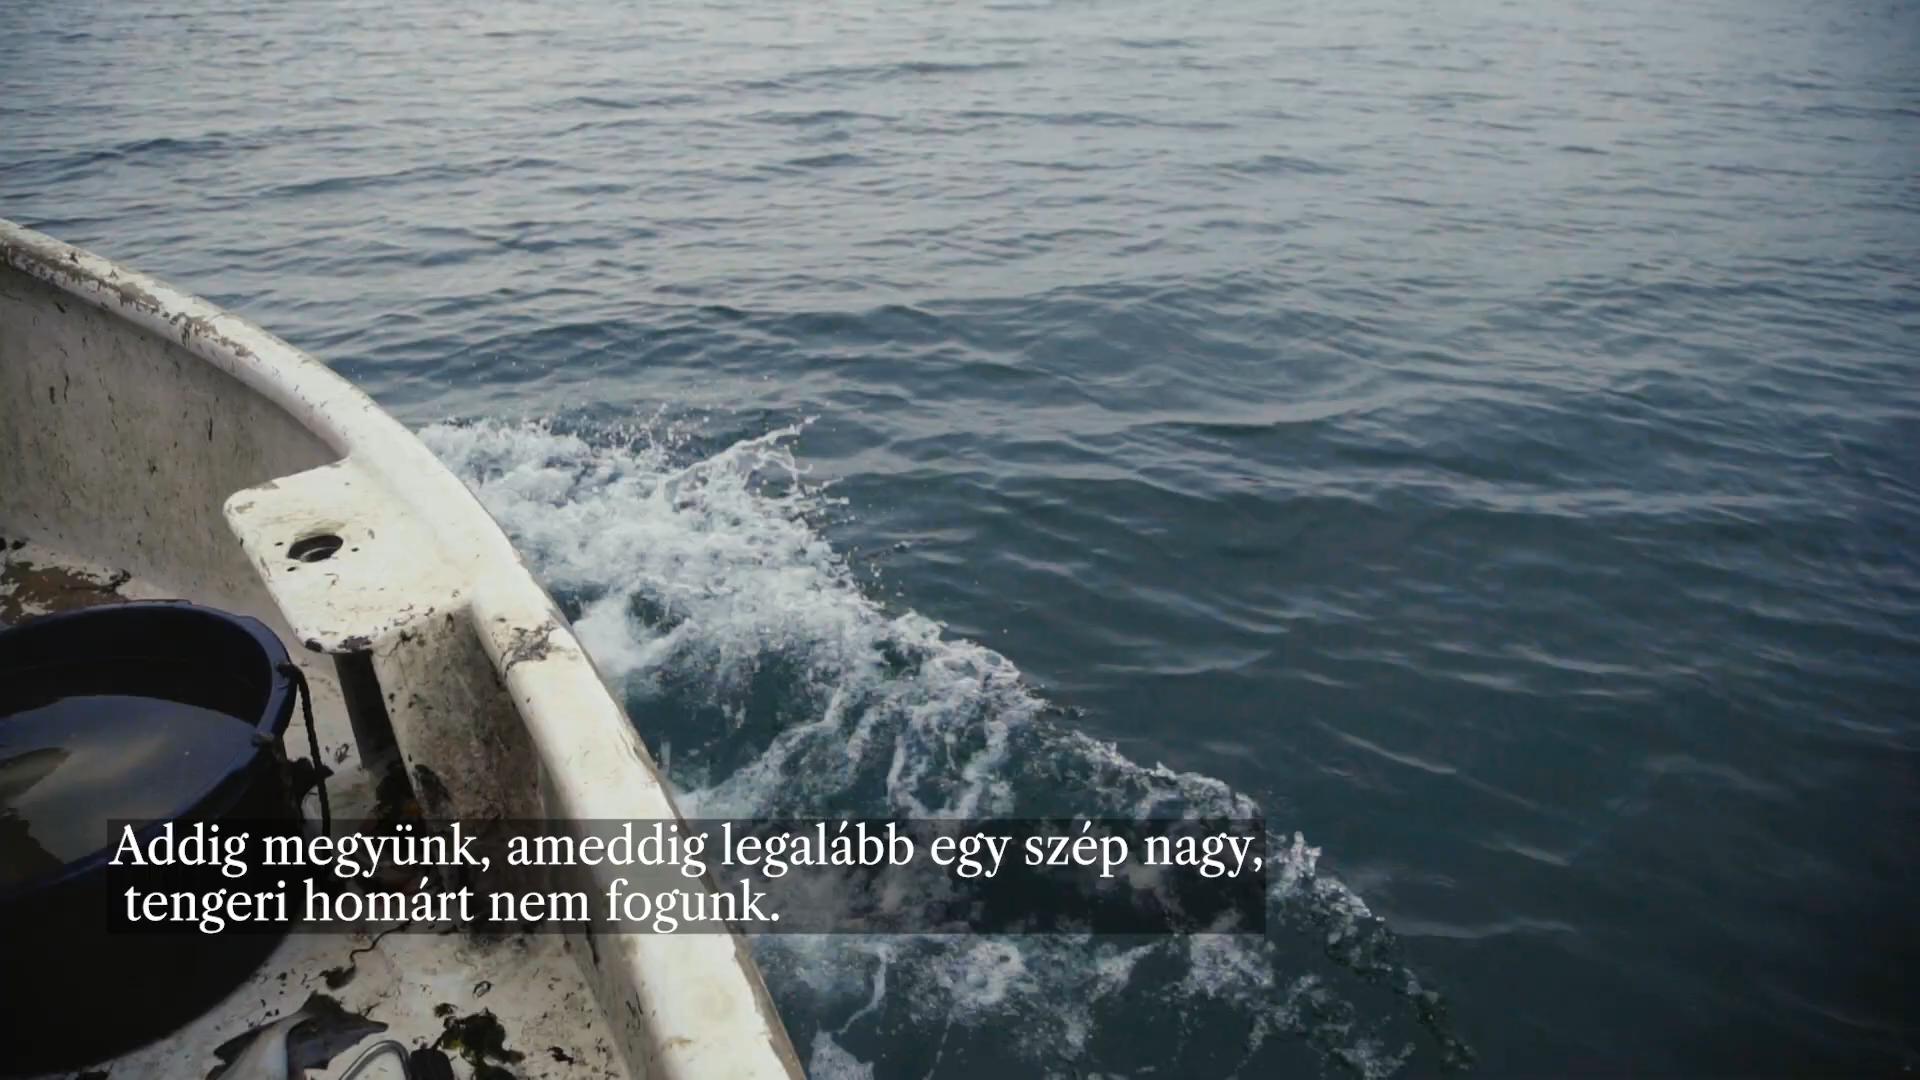 Addig megyünk, ameddig legalább egy szép nagy,
tengeri homárt nem fogunk.